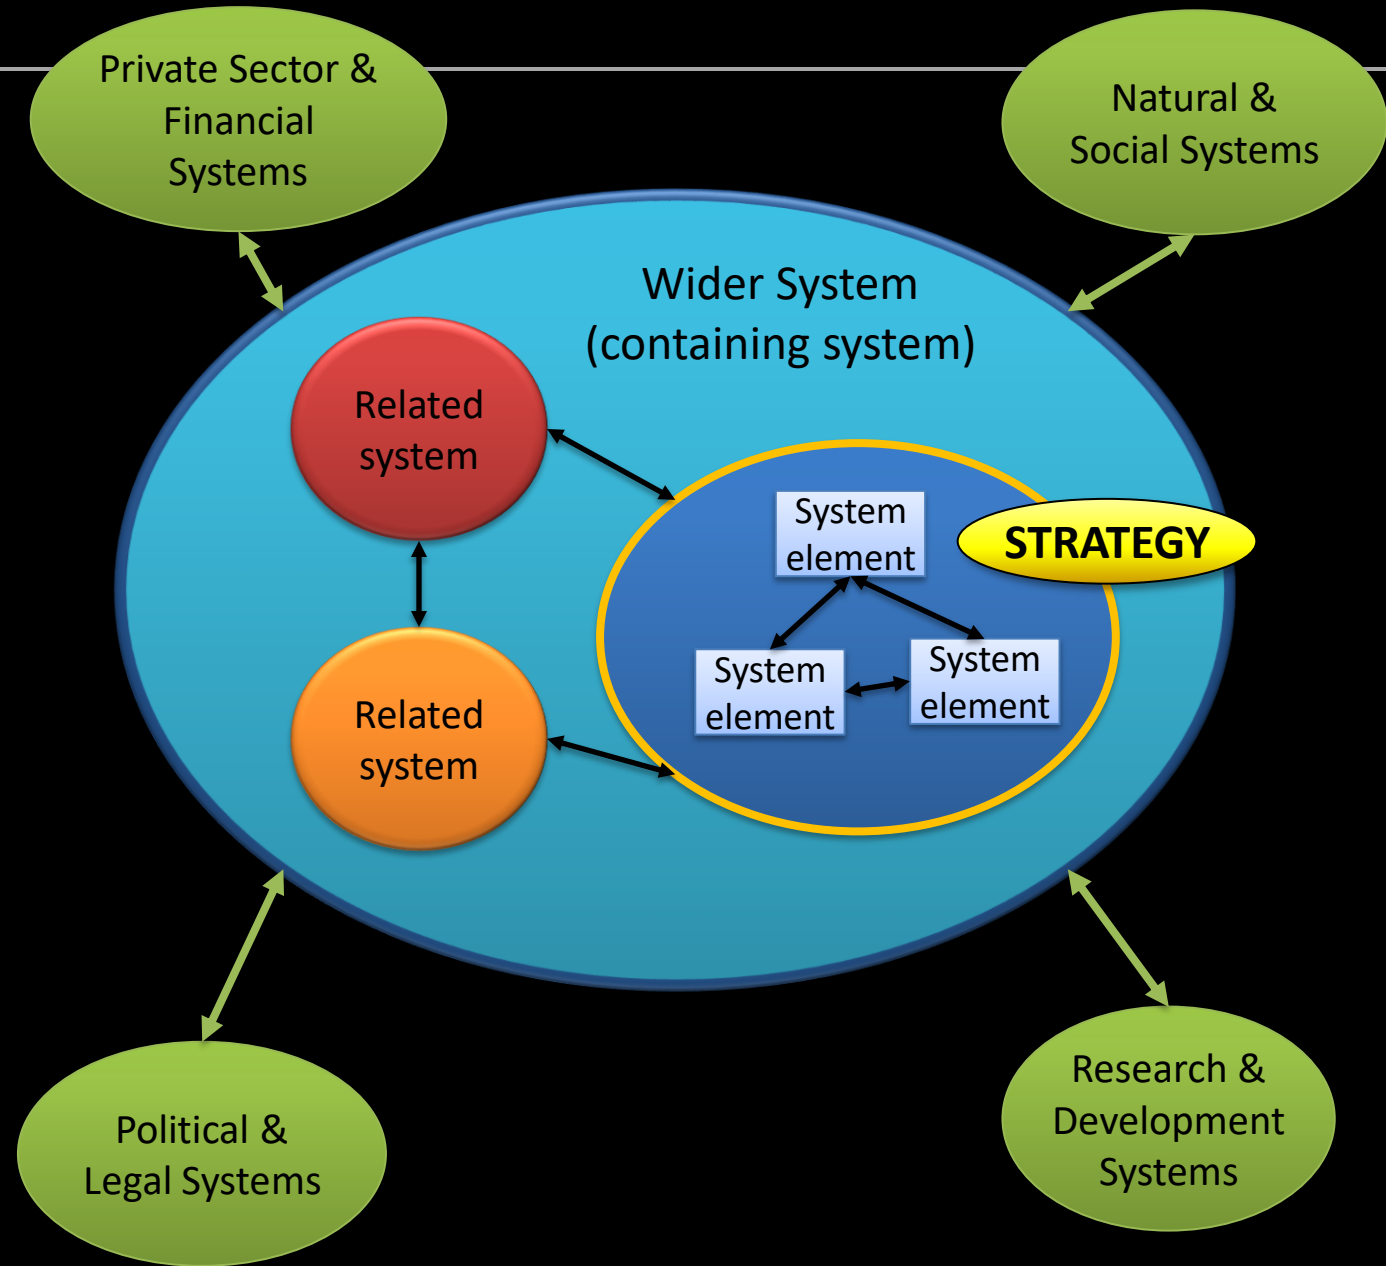 Private Sector &
Financial
Systems
Natural &
Social Systems
Wider System
(containing system)
Related
system
System
element
STRATEGY
System
element
System
element
Related
system
Political &
Legal Systems
Research &
Development
Systems